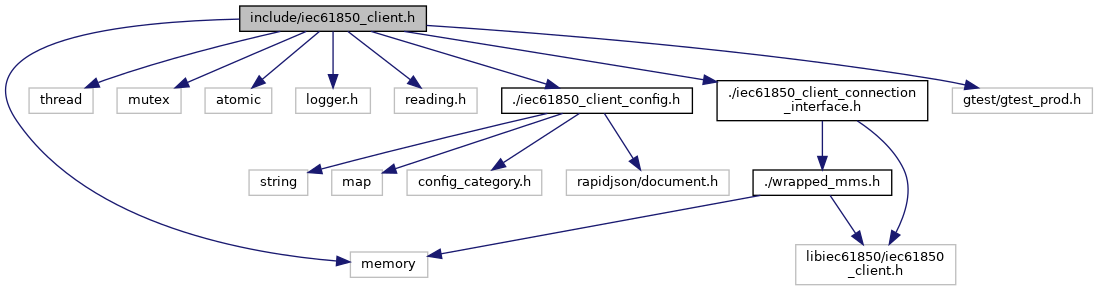 include/iec61850_client.h
thread
mutex
atomic
logger.h
reading.h
./iec61850_client_config.h
./iec61850_client_connection
_interface.h
gtest/gtest_prod.h
string
map
config_category.h
rapidjson/document.h
./wrapped_mms.h
memory
libiec61850/iec61850
_client.h